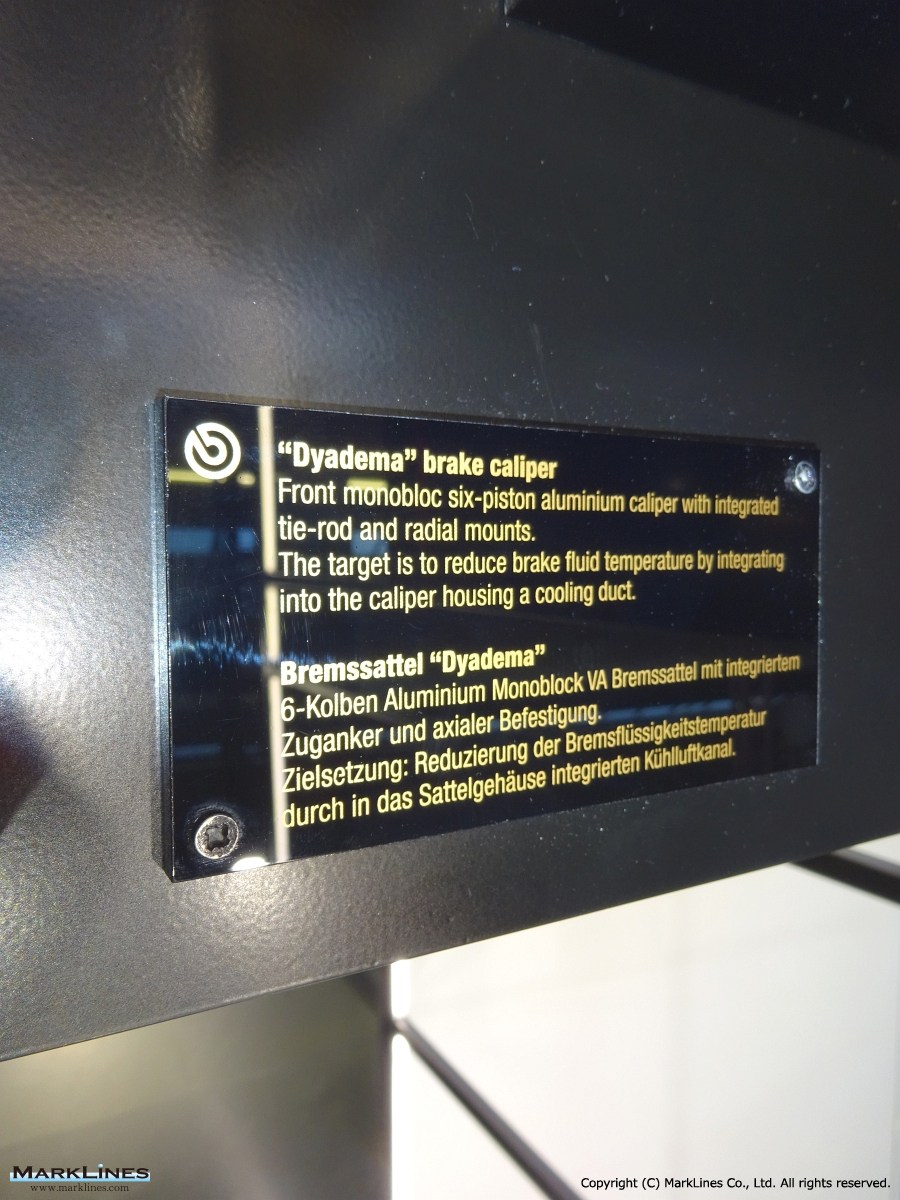 “Dyadema” brake caliper
Front monobloc six-piston aluminium caliper with integrated
tie-rod and radial mounts.
The target is to reduce brake fluid temperature by integrating
into the caliper housing a cooling duct.
Bremssattel “Dyadema”
6-Kolben Aluminium Monoblock VA Bremssattel mit integriertem
Zuganker und axialer Befestigung.
Zielsetzung: Reduzierung der Bremsflüssigkeitstemperatur
durch in das Sattelgehäuse integrierten Kühlluftkanal.
MARKLINES
www.marklines.com
Copyright (C) MarkLines Co., Ltd. All rights reserved.